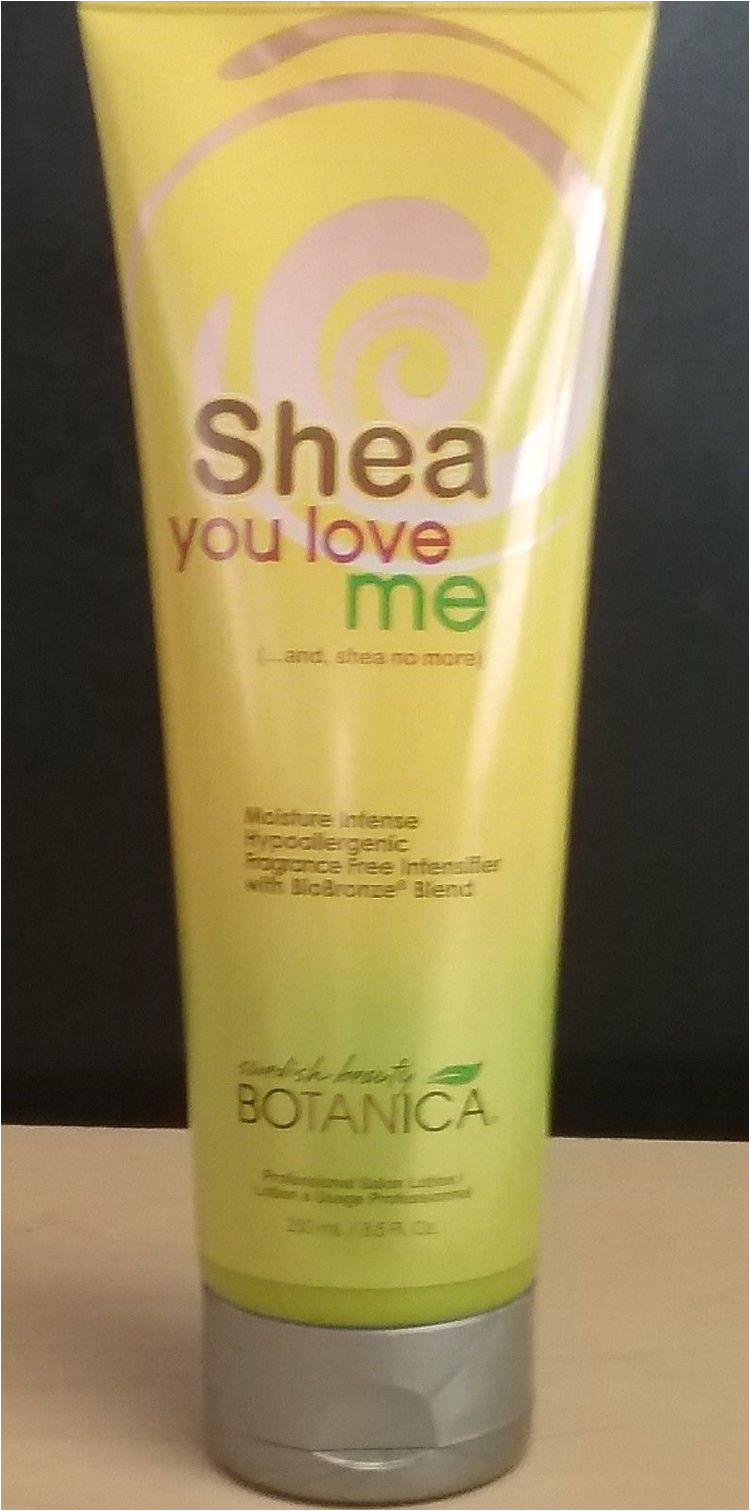 Shea
you love
me
(...and, shea no more)
Moisture Intense
Hypoallergenic
Fragrance Free Intensifier
with BioBronze® Blend
swedish beauty
BOTANICA
Professional Salon Lotion /
Lotion à Usage Professionnel
250 mL / 8.5 Fl. Oz.